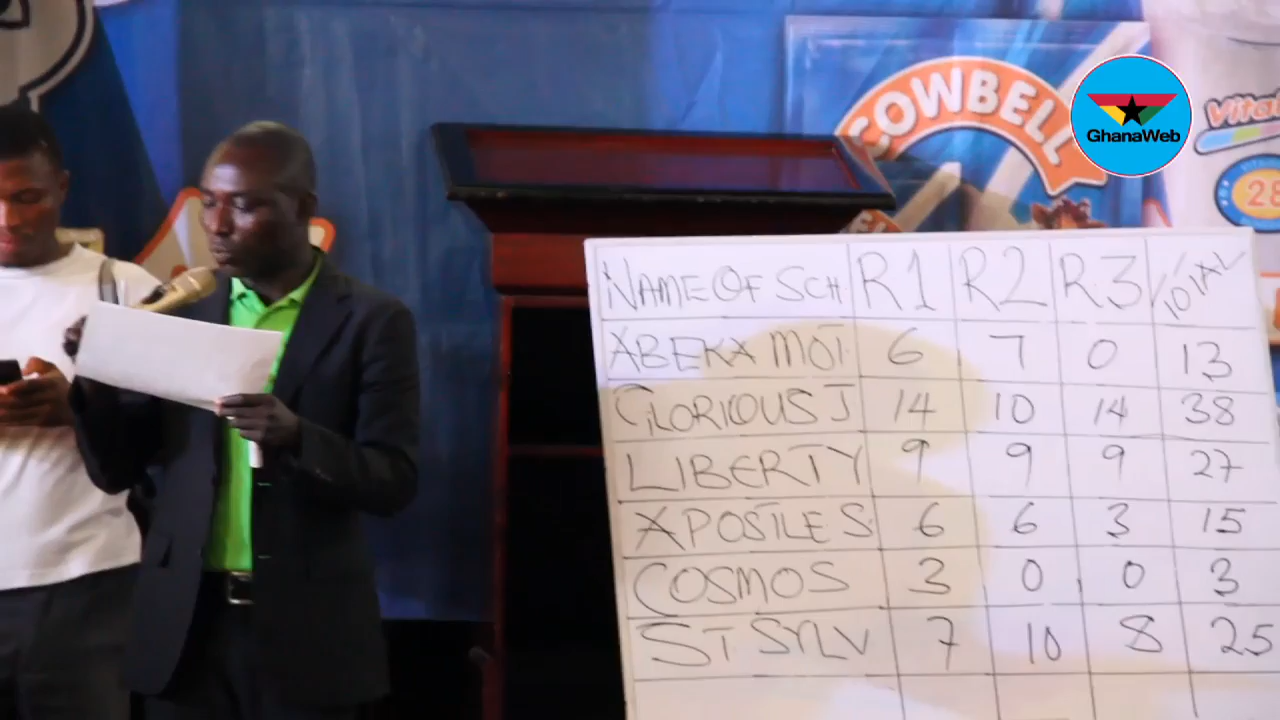 COWBELL
GhanaWeb
28
NAME OF SCH R1 R2 R3 TOTAL
ABEKA MOT 6 7 0 13
GLORIOUS J 14 10 14 38
LIBERTY 9 9 9 27
APOSTLES 6 6 3 15
COSMOS 3 0 0 3
ST SYLV 7 10 8 25